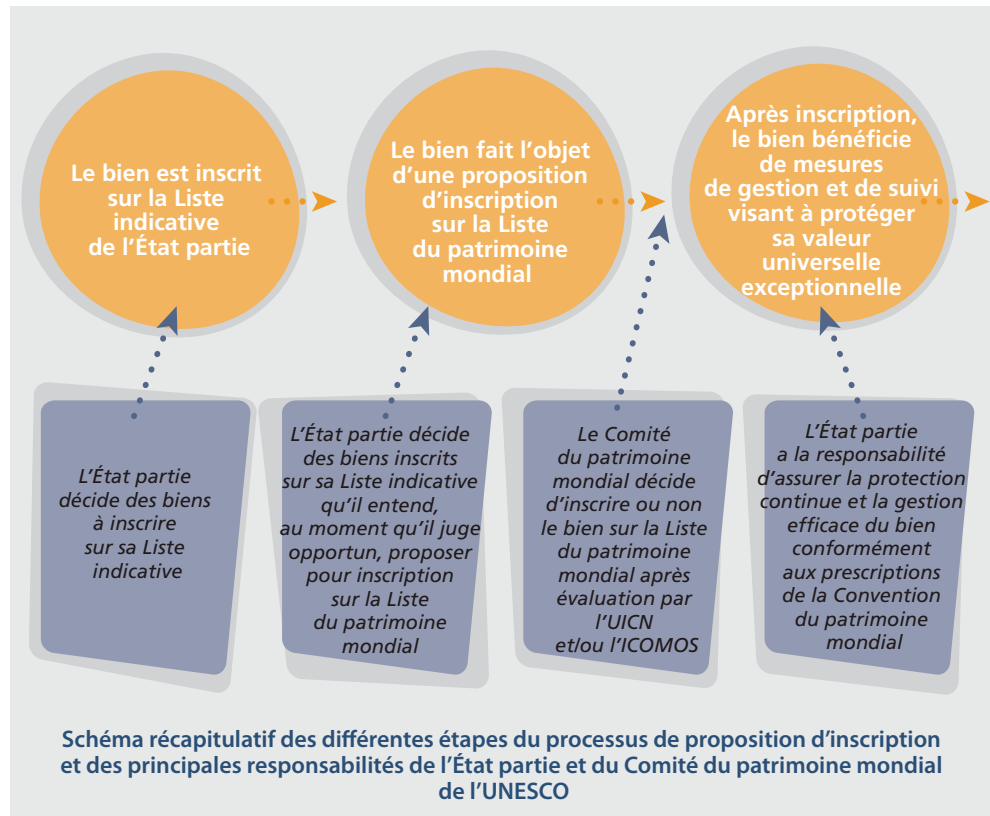 Le bien est inscrit
sur la Liste
indicative
de l’État partie
Le bien fait l’objet
d’une proposition
d’inscription
sur la Liste
du patrimoine
mondial
Après inscription,
le bien bénéficie
de mesures
de gestion et de suivi
visant à protéger
sa valeur
universelle
exceptionnelle
L’État partie
décide des biens
à inscrire
sur sa Liste
indicative
L’État partie décide
des biens inscrits
sur sa Liste indicative
qu’il entend,
au moment qu’il juge
opportun, proposer
pour inscription
sur la Liste
du patrimoine
mondial
Le Comité
du patrimoine
mondial décide
d’inscrire ou non
le bien sur la Liste
du patrimoine
mondial après
évaluation par
l’UICN
et/ou l’ICOMOS
L’État partie
a la responsabilité
d’assurer la protection
continue et la gestion
efficace du bien
conformément
aux prescriptions
de la Convention
du patrimoine
mondial
Schéma récapitulatif des différentes étapes du processus de proposition d’inscription
et des principales responsabilités de l’État partie et du Comité du patrimoine mondial
de l’UNESCO